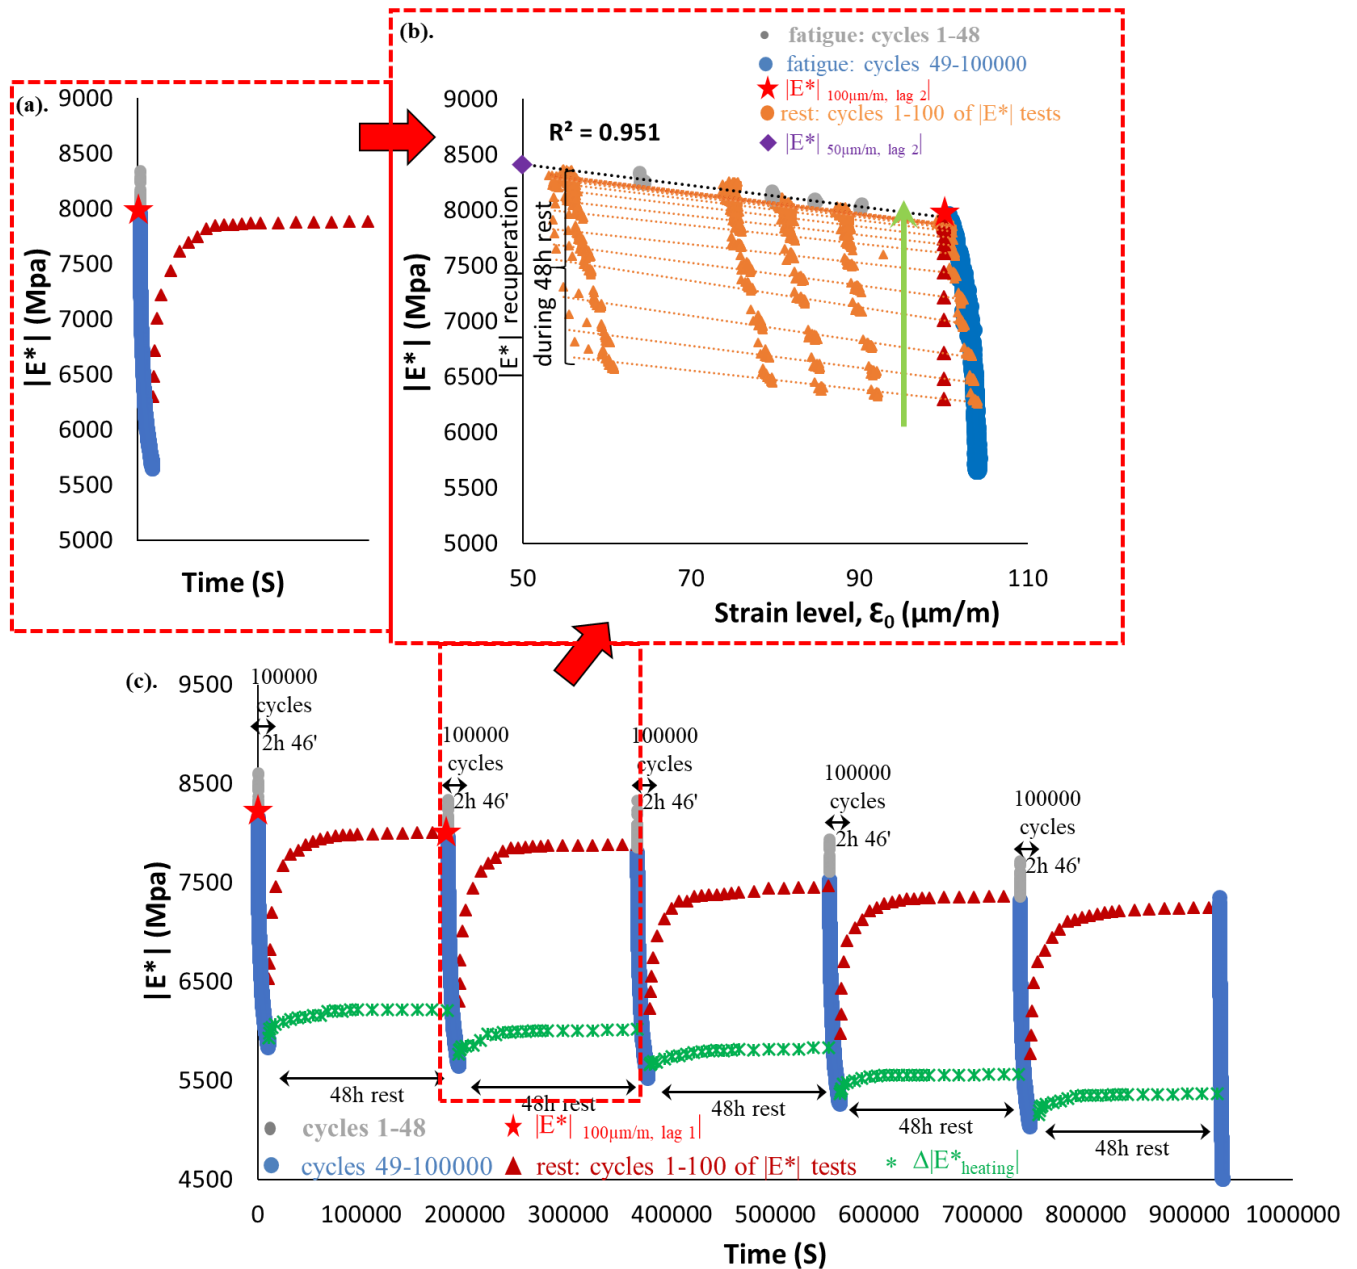 (a).
9000
8500
8000
7500
7000
6500
6000
5500
5000
|E*| (Mpa)
Time (S)
(b).
fatigue: cycles 1-48
fatigue: cycles 49-100000
|E*| 100µm/m, lag 2|
rest: cycles 1-100 of |E*| tests
|E*| 50µm/m, lag 2|
R² = 0.951
9000
8500
8000
7500
7000
6500
6000
5500
5000
|E*| (Mpa)
|E*| recuperation
during 48h rest
50
70
90
110
Strain level, Ɛ0 (µm/m)
(c).
9500
8500
7500
6500
5500
4500
|E*| (Mpa)
100000
cycles
2h 46'
100000
cycles
2h 46'
100000
cycles
2h 46'
100000
cycles
2h 46'
100000
cycles
2h 46'
48h rest
48h rest
48h rest
48h rest
48h rest
cycles 1-48
|E*| 100µm/m, lag 1|
cycles 49-100000
rest: cycles 1-100 of |E*| tests
Δ|E*heating|
0
100000
200000
300000
400000
500000
600000
700000
800000
900000
1000000
Time (S)